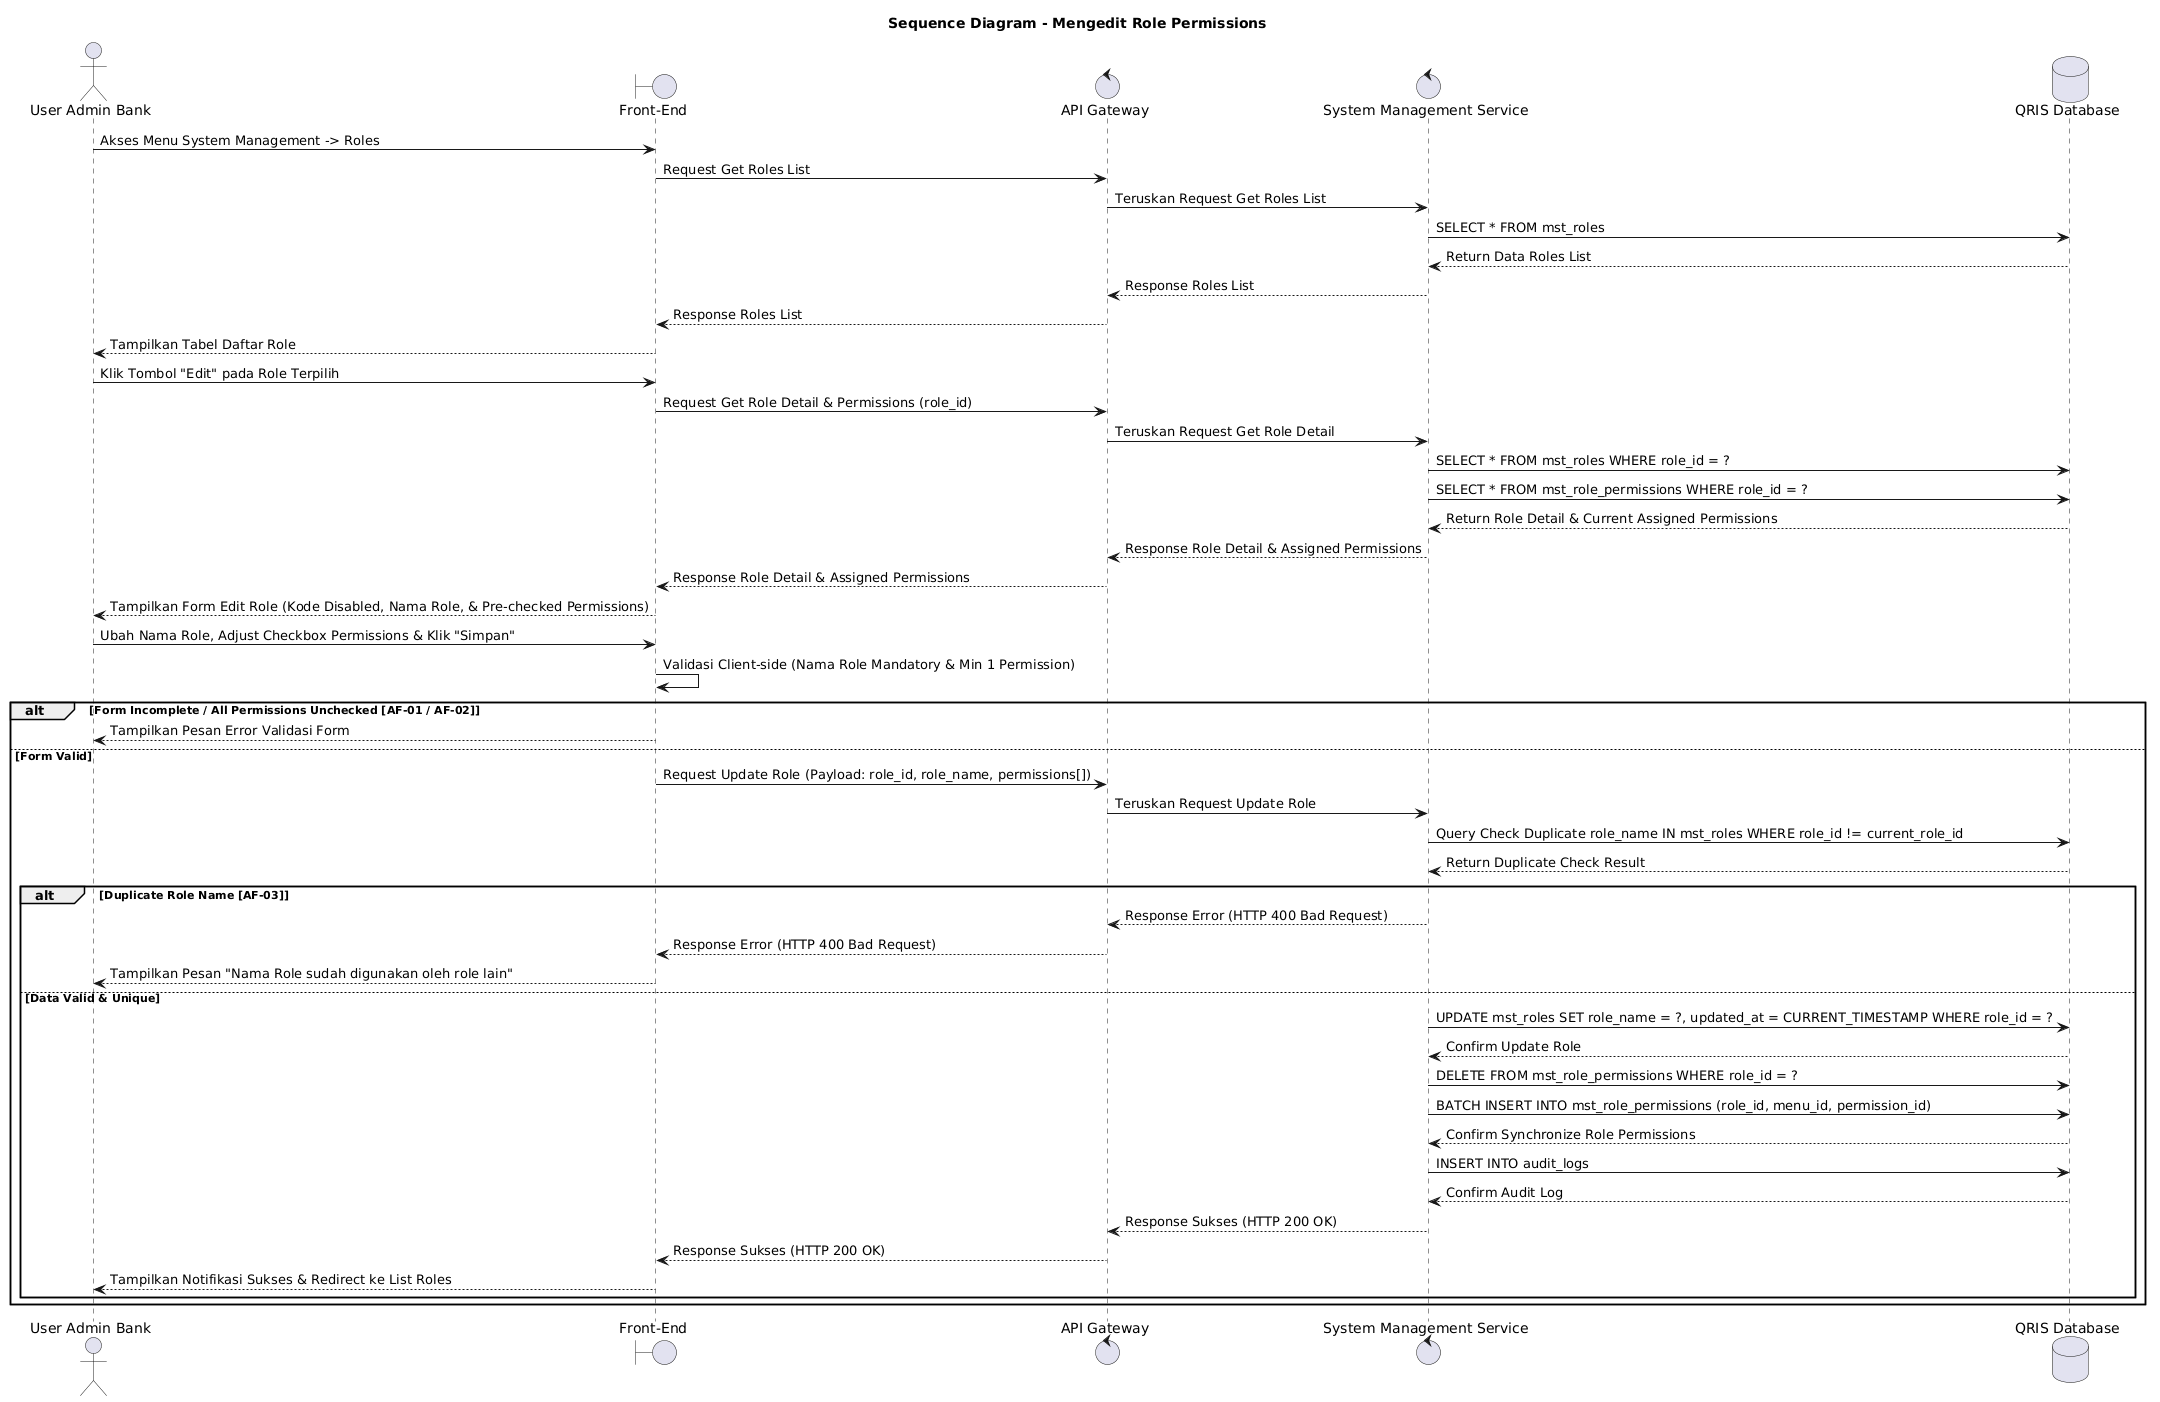 Sequence Diagram - Mengedit Role Permissions
User Admin Bank
Front-End
API Gateway
System Management Service
QRIS Database
Akses Menu System Management -> Roles
Request Get Roles List
Teruskan Request Get Roles List
SELECT * FROM mst_roles
Return Data Roles List
Response Roles List
Response Roles List
Tampilkan Tabel Daftar Role
Klik Tombol "Edit" pada Role Terpilih
Request Get Role Detail & Permissions (role_id)
Teruskan Request Get Role Detail
SELECT * FROM mst_roles WHERE role_id = ?
SELECT * FROM mst_role_permissions WHERE role_id = ?
Return Role Detail & Current Assigned Permissions
Response Role Detail & Assigned Permissions
Response Role Detail & Assigned Permissions
Tampilkan Form Edit Role (Kode Disabled, Nama Role, & Pre-checked Permissions)
Ubah Nama Role, Adjust Checkbox Permissions & Klik "Simpan"
Validasi Client-side (Nama Role Mandatory & Min 1 Permission)
alt [Form Incomplete / All Permissions Unchecked [AF-01 / AF-02]]
Tampilkan Pesan Error Validasi Form
[Form Valid]
Request Update Role (Payload: role_id, role_name, permissions[])
Teruskan Request Update Role
Query Check Duplicate role_name IN mst_roles WHERE role_id != current_role_id
Return Duplicate Check Result
alt [Duplicate Role Name [AF-03]]
Response Error (HTTP 400 Bad Request)
Response Error (HTTP 400 Bad Request)
Tampilkan Pesan "Nama Role sudah digunakan oleh role lain"
[Data Valid & Unique]
UPDATE mst_roles SET role_name = ?, updated_at = CURRENT_TIMESTAMP WHERE role_id = ?
Confirm Update Role
DELETE FROM mst_role_permissions WHERE role_id = ?
BATCH INSERT INTO mst_role_permissions (role_id, menu_id, permission_id)
Confirm Synchronize Role Permissions
INSERT INTO audit_logs
Confirm Audit Log
Response Sukses (HTTP 200 OK)
Response Sukses (HTTP 200 OK)
Tampilkan Notifikasi Sukses & Redirect ke List Roles
User Admin Bank
Front-End
API Gateway
System Management Service
QRIS Database